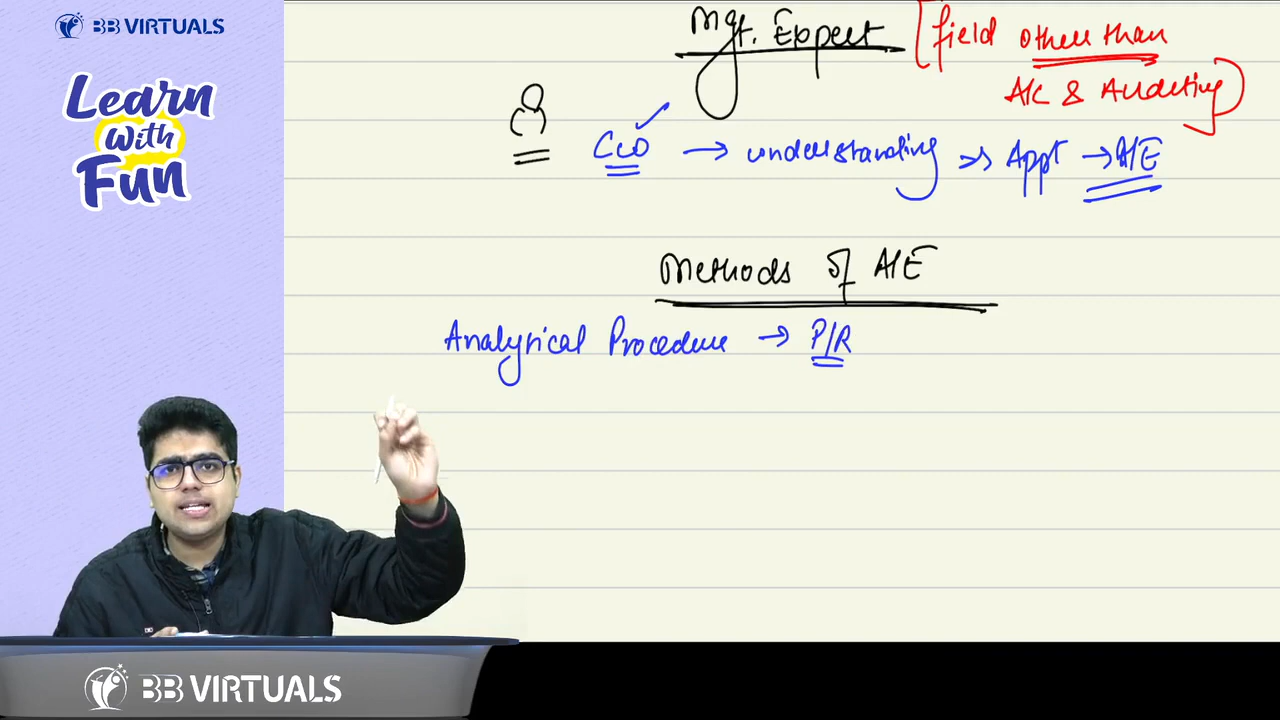 BB VIRTUALS
Learn
With
Fun
Mgt. Expert [field other than
A/c & Auditing]
CUO → understanding ⇒ Appt → A/E
Methods of A/E
Analytical Procedure → P/R
BB VIRTUALS